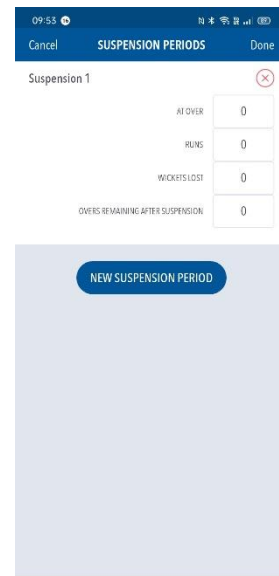 09:53
Cancel SUSPENSION PERIODS Done
Suspension 1
AT OVER 0
RUNS 0
WICKETS LOST 0
OVERS REMAINING AFTER SUSPENSION 0
NEW SUSPENSION PERIOD